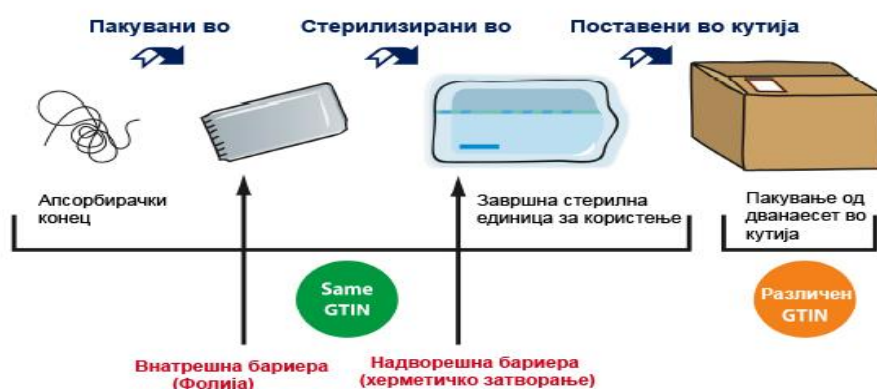 Пакувани во
Стерилизирани во
Поставени во кутија
Апсорбирачки
конец
Завршна стерилна
единица за користење
Пакување од
дванаесет во
кутија
Same
GTIN
Различен
GTIN
Внатрешна бариера
(Фолија)
Надворешна бариера
(херметичко затворање)